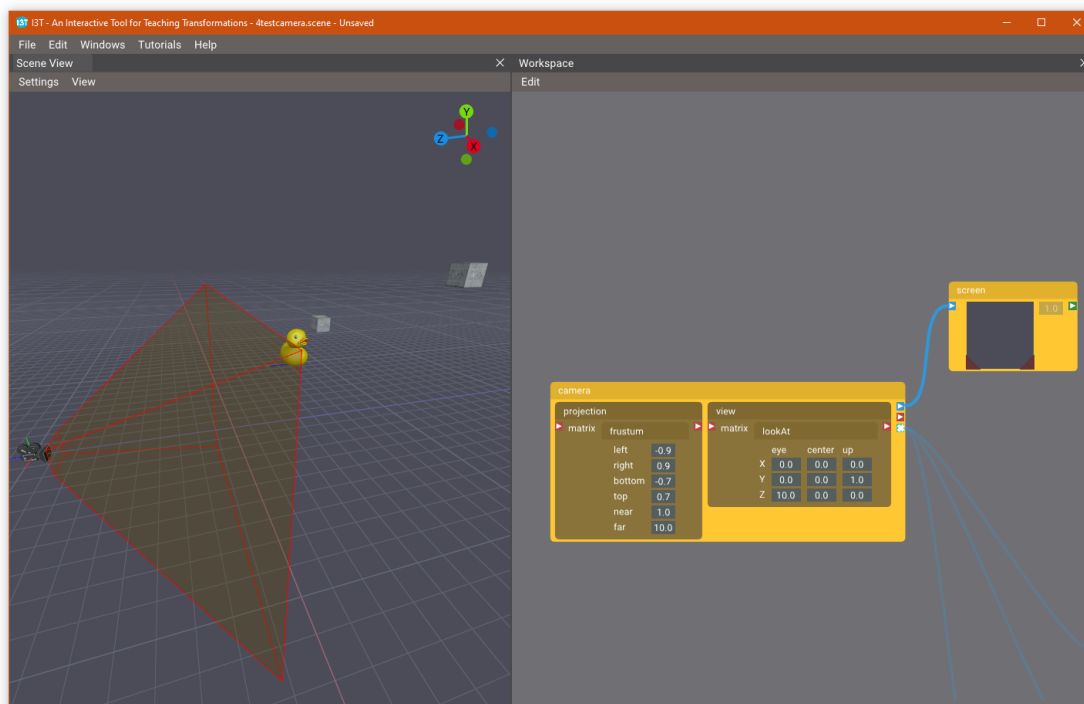 I3T - An Interactive Tool for Teaching Transformations - 4testcamera.scene - Unsaved
File Edit Windows Tutorials Help
Scene View
Settings View
Y
Z
X
Workspace
Edit
screen
1.0
camera
projection
matrix frustum
left -0.9
right 0.9
bottom -0.7
top 0.7
near 1.0
far 10.0
view
matrix lookAt
eye center up
X 0.0 0.0 0.0
Y 0.0 0.0 1.0
Z 10.0 0.0 0.0